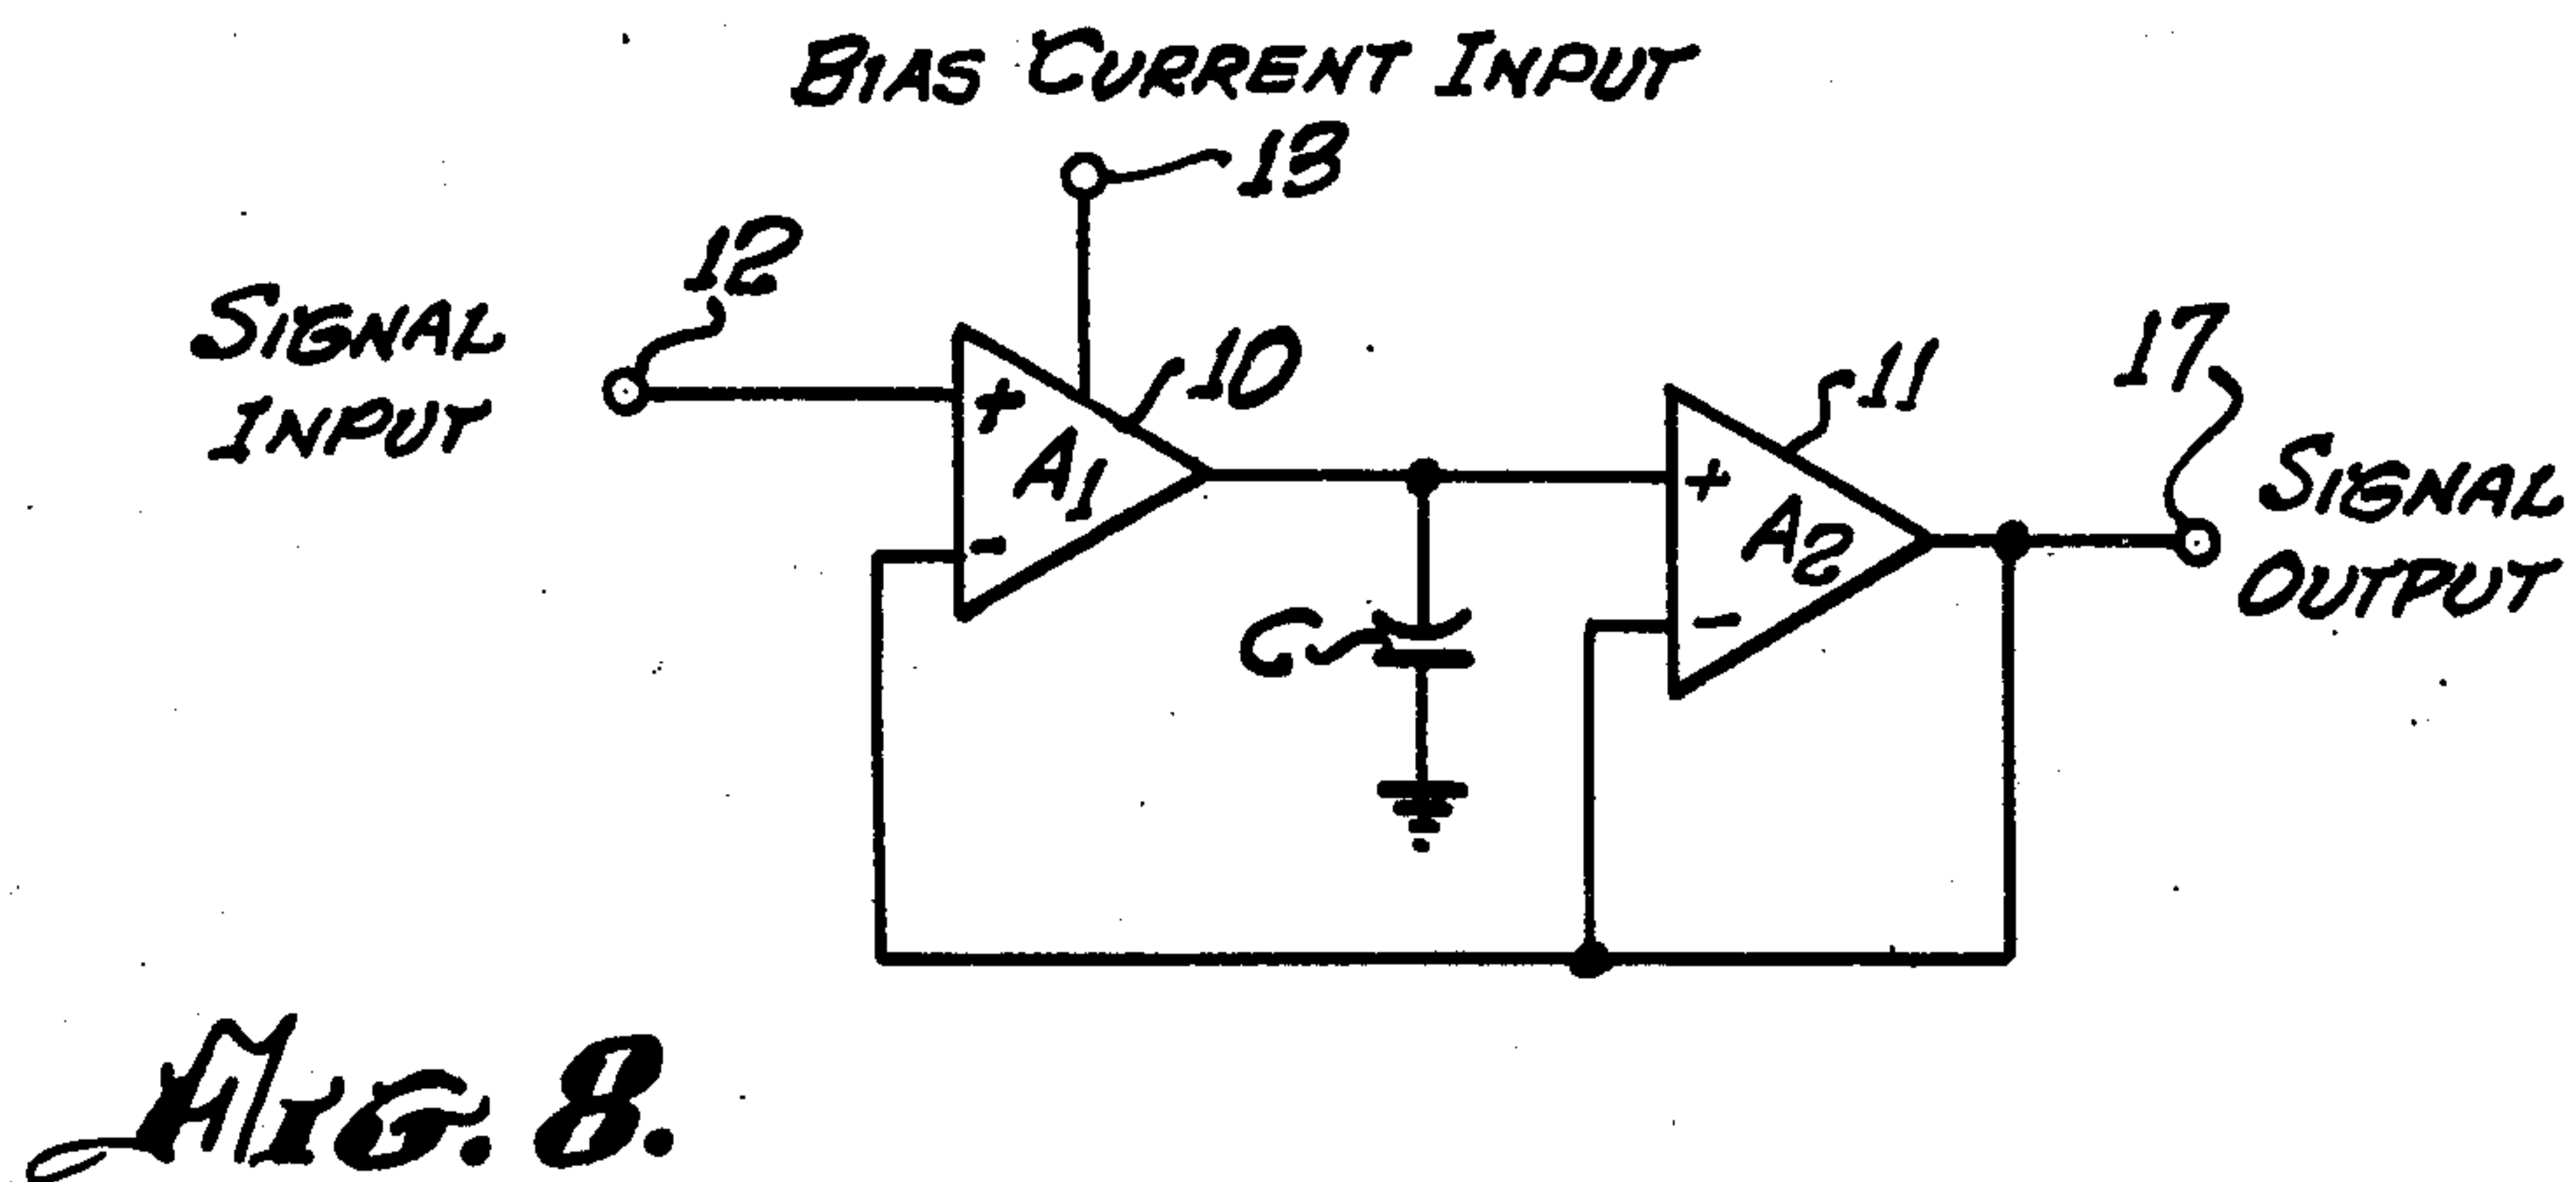 BIAS CURRENT INPUT
13
12
SIGNAL
INPUT
10
+
A1
-
11
+
A2
-
17
SIGNAL
OUTPUT
C
FIG. 8.